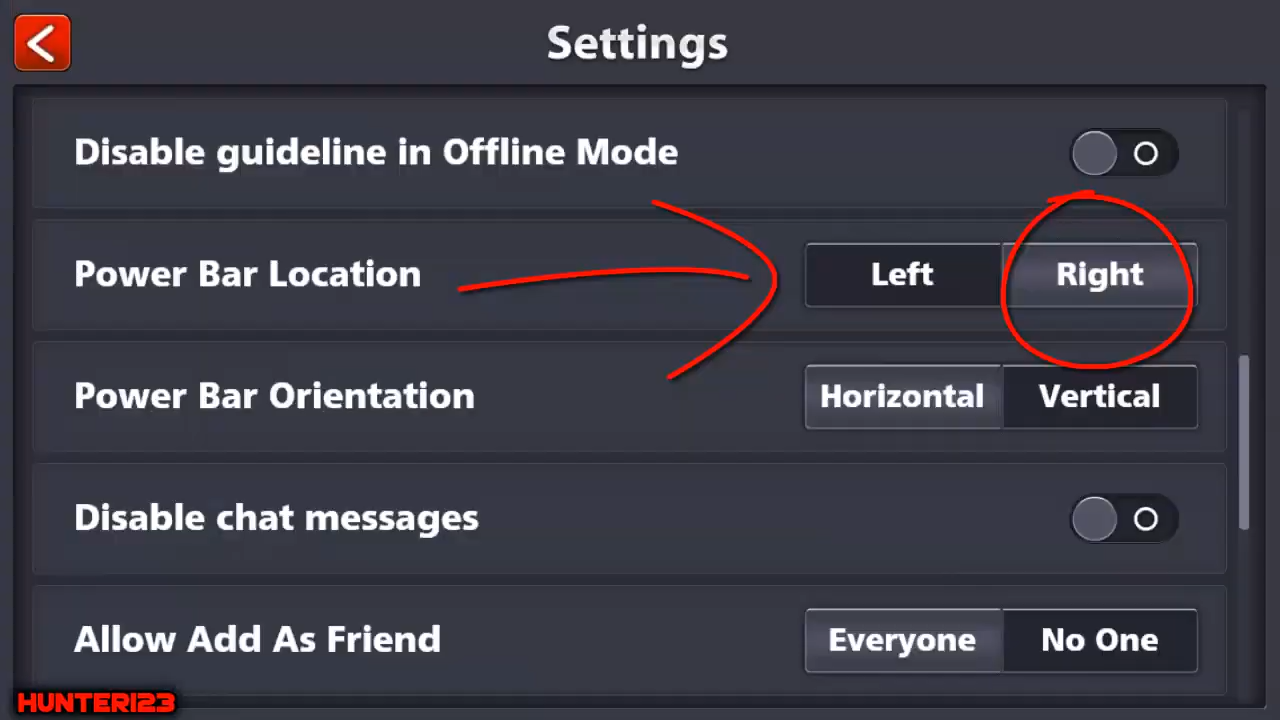 Settings
Disable guideline in Offline Mode
Power Bar Location Left Right
Power Bar Orientation Horizontal Vertical
Disable chat messages
Allow Add As Friend Everyone No One
HUNTER123